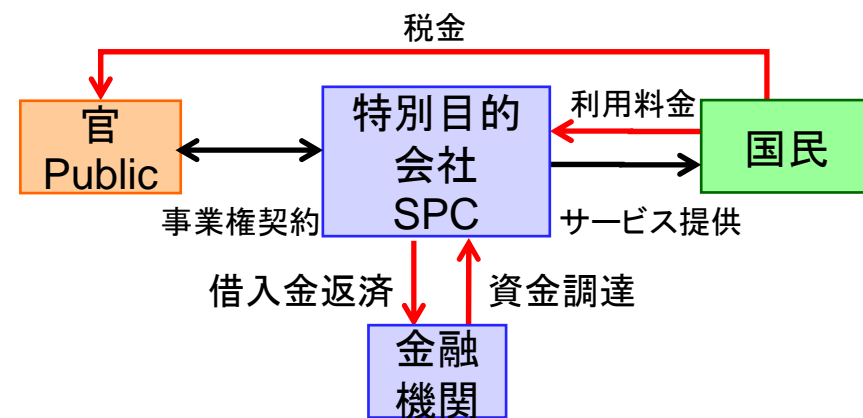 税金
官
Public
特別目的
会社
SPC
利用料金
国民
事業権契約
サービス提供
借入金返済
資金調達
金融
機関